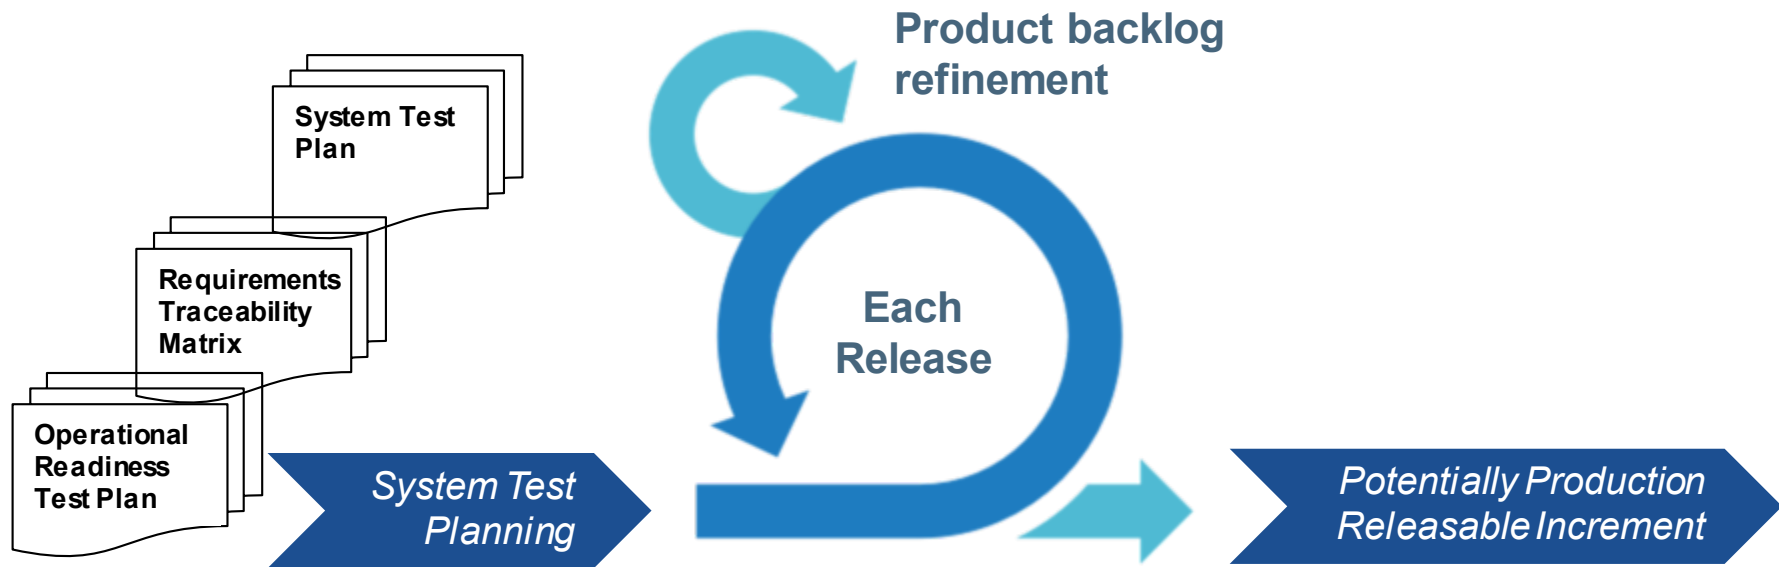 Product backlog
refinement
System Test
Plan
Requirements
Traceability
Matrix
Each
Release
Operational
Readiness
Test Plan
System Test
Planning
Potentially Production
Releasable Increment